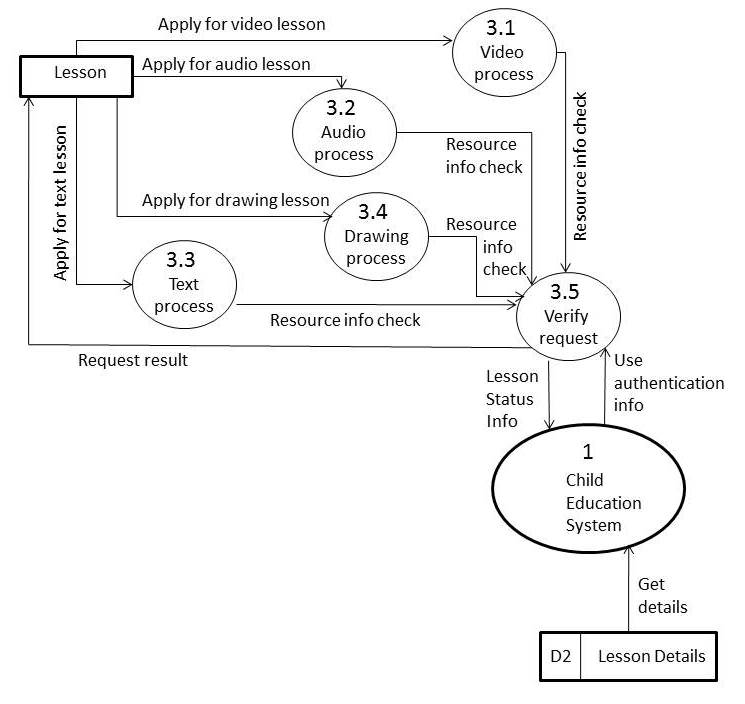 Apply for video lesson
3.1
Video
process
Lesson
Apply for audio lesson
3.2
Audio
process
Resource
info check
Resource info check
Apply for text lesson
Apply for drawing lesson
3.4
Drawing
process
Resource
info
check
3.3
Text
process
Resource info check
3.5
Verify
request
Request result
Lesson
Status
Info
Use
authentication
info
1
Child
Education
System
Get
details
D2
Lesson Details